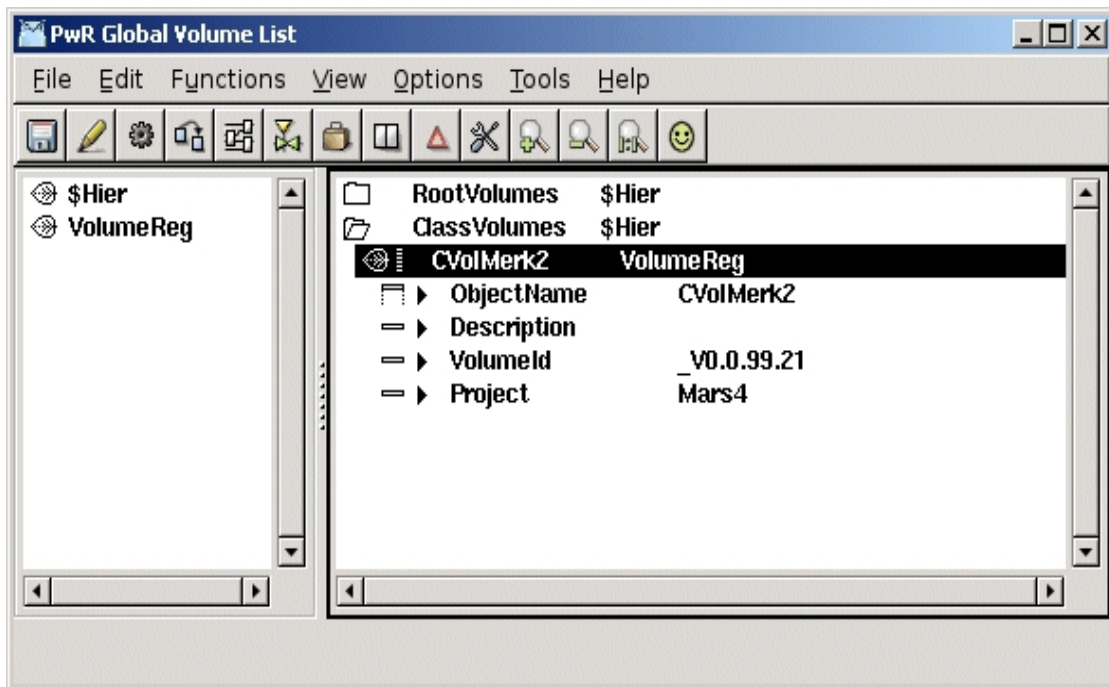 PwR Global Volume List
File Edit Functions View Options Tools Help
$Hier
VolumeReg
RootVolumes $Hier
ClassVolumes $Hier
CVolMerk2 VolumeReg
ObjectName CVolMerk2
Description
VolumeId _V0.0.99.21
Project Mars4